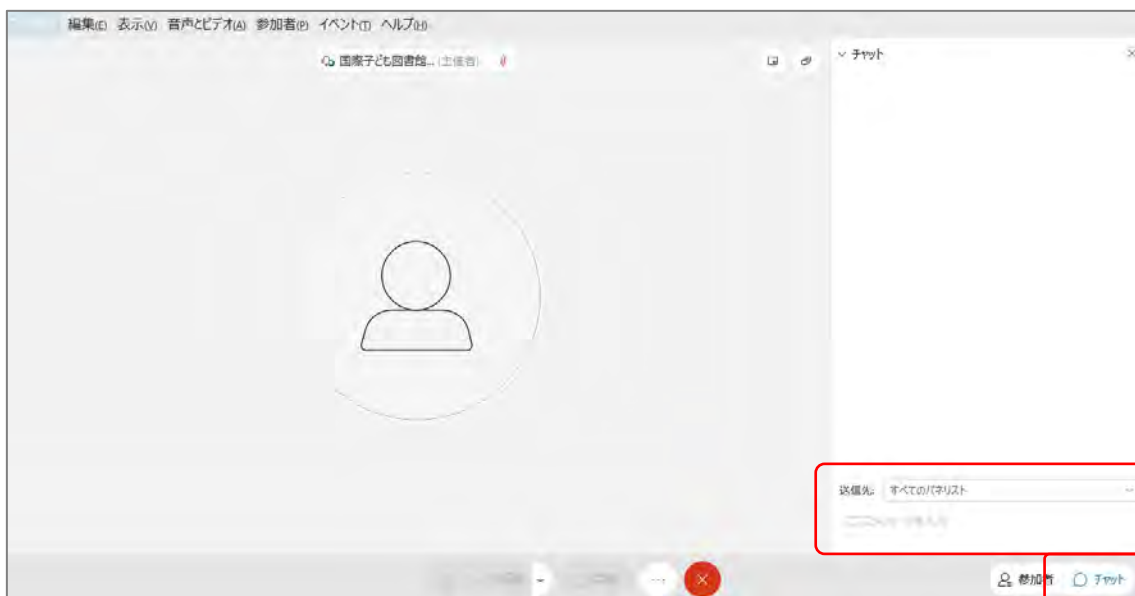 編集(E) 表示(V) 音声とビデオ(A) 参加者(P) イベント(T) ヘルプ(H)
国際子ども図書館... (主催者)
チャット
送信先: すべてのパネリスト
参加者 チャット